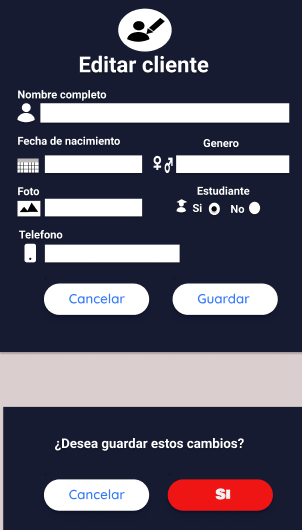 Editar cliente
Nombre completo
Fecha de nacimiento Genero
Foto Estudiante
Si No
Telefono
Cancelar Guardar
¿Desea guardar estos cambios?
Cancelar SI